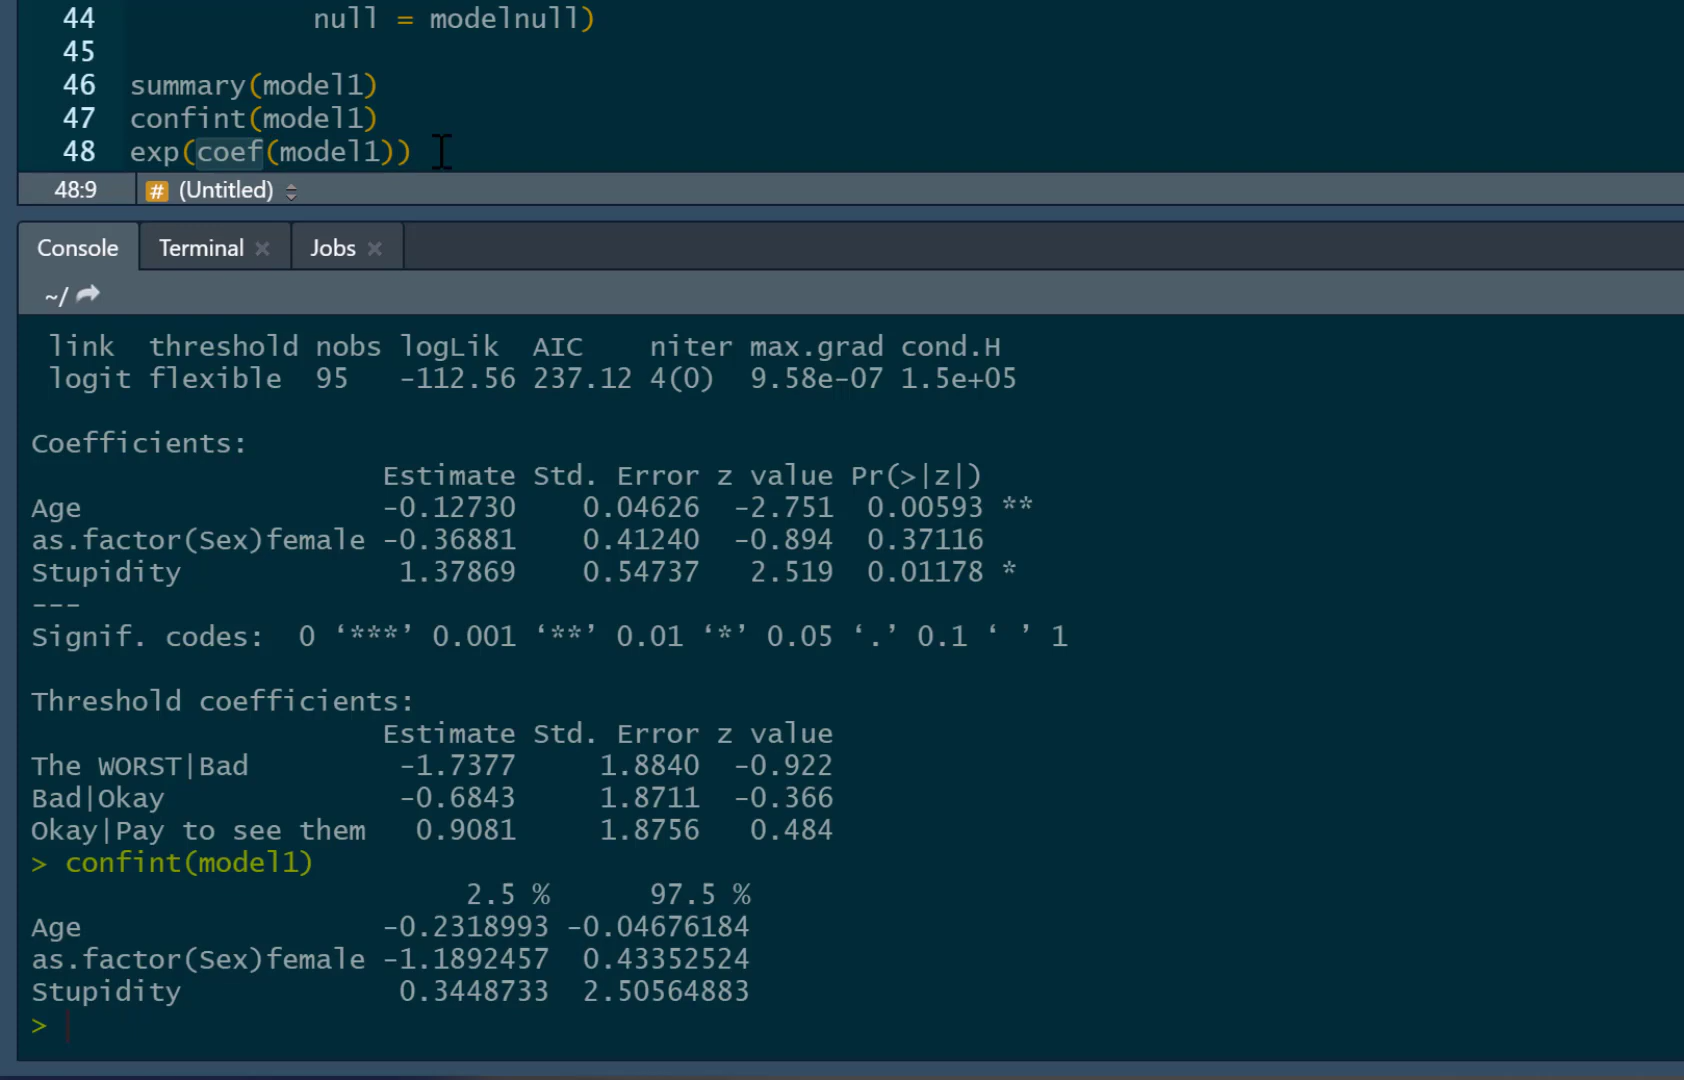 44 null = modelnull)
45
46 summary(model1)
47 confint(model1)
48 exp(coef(model1))
48:9 # (Untitled)
Console Terminal × Jobs ×
~/
link threshold nobs logLik AIC niter max.grad cond.H
logit flexible 95 -112.56 237.12 4(0) 9.58e-07 1.5e+05
Coefficients:
Estimate Std. Error z value Pr(>|z|)
Age -0.12730 0.04626 -2.751 0.00593 **
as.factor(Sex)female -0.36881 0.41240 -0.894 0.37116
Stupidity 1.37869 0.54737 2.519 0.01178 *
---
Signif. codes: 0 ‘***’ 0.001 ‘**’ 0.01 ‘*’ 0.05 ‘.’ 0.1 ‘ ’ 1
Threshold coefficients:
Estimate Std. Error z value
The WORST|Bad -1.7377 1.8840 -0.922
Bad|Okay -0.6843 1.8711 -0.366
Okay|Pay to see them 0.9081 1.8756 0.484
> confint(model1)
2.5 % 97.5 %
Age -0.2318993 -0.04676184
as.factor(Sex)female -1.1892457 0.43352524
Stupidity 0.3448733 2.50564883
>